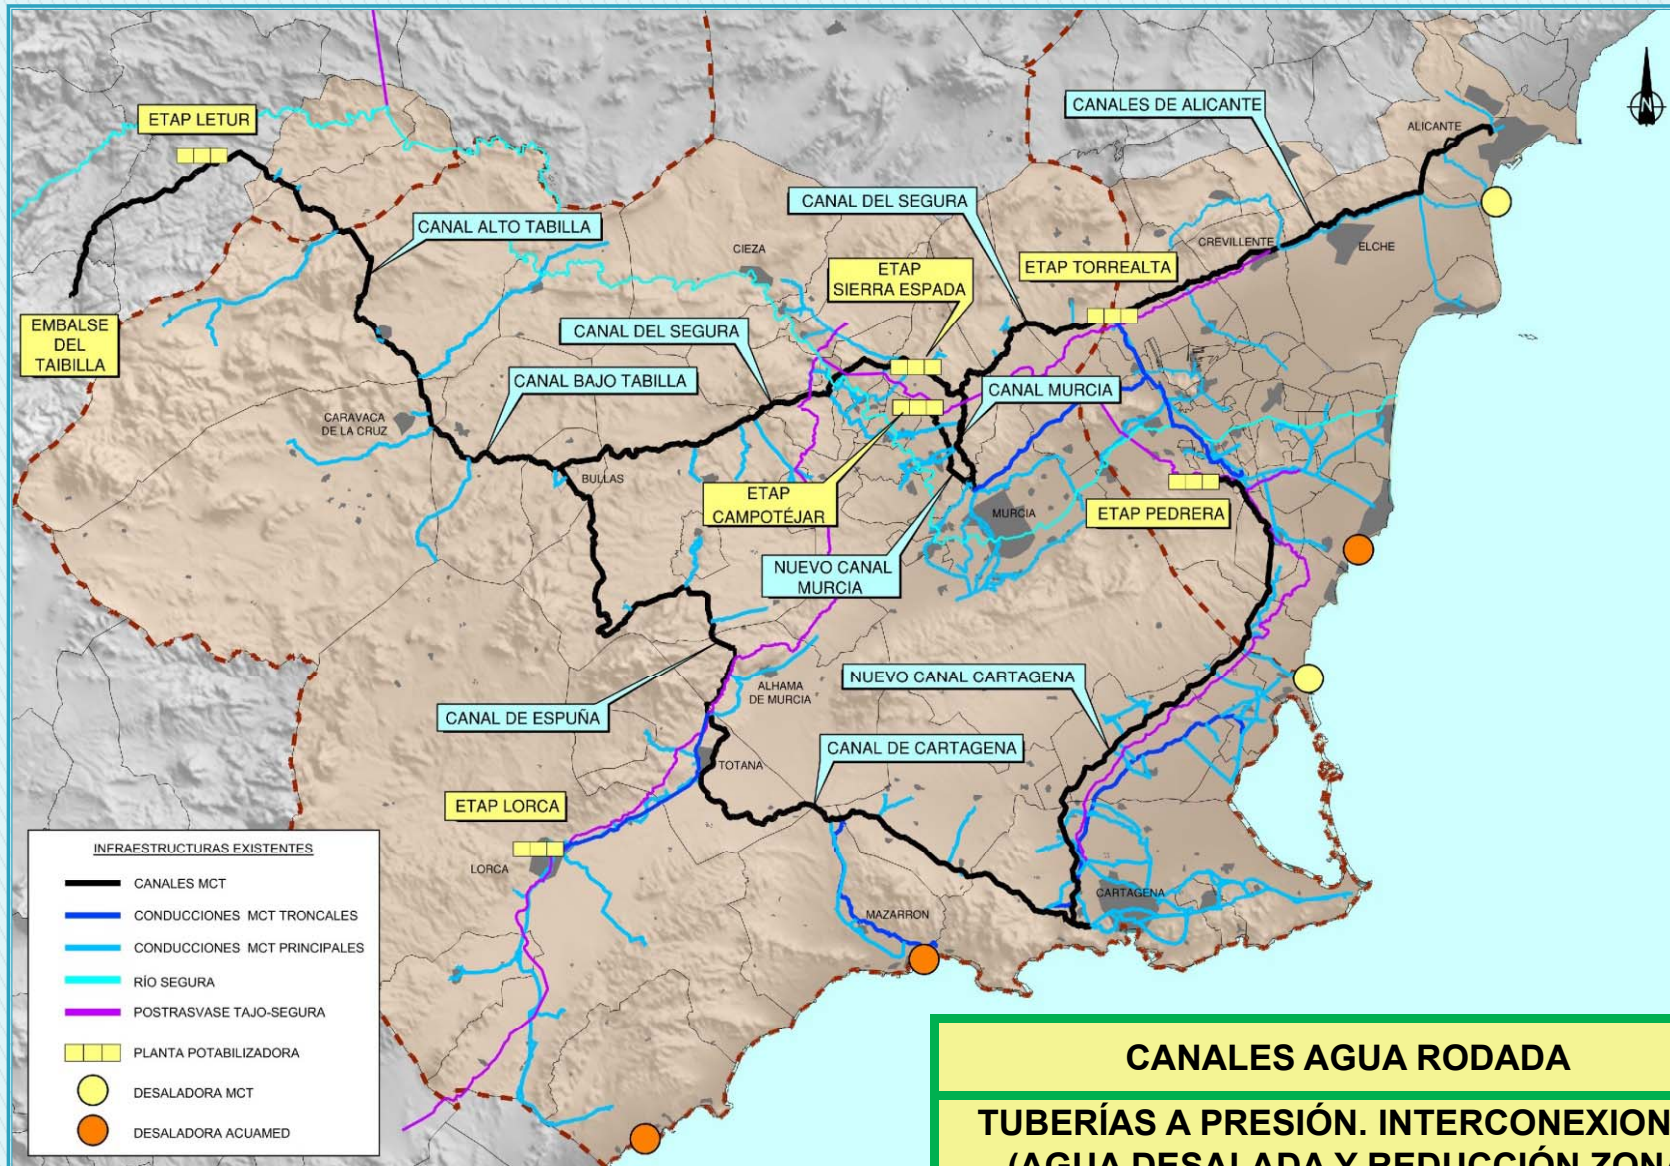 CANALES DE ALICANTE
ALICANTE
N
ETAP LETUR
CANAL DEL SEGURA
CANAL ALTO TABILLA
CREVILLENTE
ELCHE
CIEZA
ETAP
SIERRA ESPADA
ETAP TORREALTA
EMBALSE
DEL
TAIBILLA
CANAL DEL SEGURA
CANAL BAJO TABILLA
CANAL MURCIA
CARAVACA
DE LA CRUZ
BULLAS
ETAP
CAMPOTÉJAR
MURCIA
ETAP PEDRERA
NUEVO CANAL
MURCIA
NUEVO CANAL CARTAGENA
ALHAMA
DE MURCIA
CANAL DE ESPUÑA
CANAL DE CARTAGENA
TOTANA
ETAP LORCA
LORCA
CARTAGENA
MAZARRON
INFRAESTRUCTURAS EXISTENTES
CANALES MCT
CONDUCCIONES MCT TRONCALES
CONDUCCIONES MCT PRINCIPALES
RÍO SEGURA
POSTRASVASE TAJO-SEGURA
PLANTA POTABILIZADORA
DESALADORA MCT
DESALADORA ACUAMED
CANALES AGUA RODADA
TUBERÍAS A PRESIÓN. INTERCONEXION
(AGUA DESALADA Y REDUCCIÓN ZON